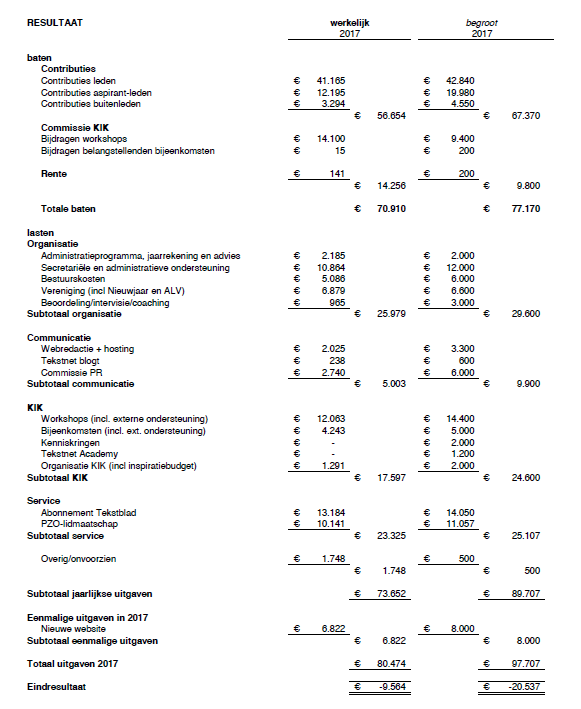 RESULTAAT werkelijk begroot
2017 2017
baten
Contributies
Contributies leden € 41.165 € 42.840
Contributies aspirant-leden € 12.195 € 19.980
Contributies buitenleden € 3.294 € 4.550
€ 56.654 € 67.370
Commissie KIK
Bijdragen workshops € 14.100 € 9.400
Bijdragen belangstellenden bijeenkomsten € 15 € 200
Rente € 141 € 200
€ 14.256 € 9.800
Totale baten € 70.910 € 77.170
lasten
Organisatie
Administratieprogramma, jaarrekening en advies € 2.185 € 2.000
Secretariële en administratieve ondersteuning € 10.864 € 12.000
Bestuurskosten € 5.086 € 6.000
Vereniging (incl Nieuwjaar en ALV) € 6.879 € 6.600
Beoordeling/intervisie/coaching € 965 € 3.000
Subtotaal organisatie € 25.979 € 29.600
Communicatie
Webredactie + hosting € 2.025 € 3.300
Tekstnet blogt € 238 € 600
Commissie PR € 2.740 € 6.000
Subtotaal communicatie € 5.003 € 9.900
KIK
Workshops (incl. externe ondersteuning) € 12.063 € 14.400
Bijeenkomsten (incl. ext. ondersteuning) € 4.243 € 5.000
Kenniskringen € - € 2.000
Tekstnet Academy € - € 1.200
Organisatie KIK (incl inspiratiebudget) € 1.291 € 2.000
Subtotaal KIK € 17.597 € 24.600
Service
Abonnement Tekstblad € 13.184 € 14.050
PZO-lidmaatschap € 10.141 € 11.057
Subtotaal service € 23.325 € 25.107
Overig/onvoorzien € 1.748 € 500
€ 1.748 € 500
Subtotaal jaarlijkse uitgaven € 73.652 € 89.707
Eenmalige uitgaven in 2017
Nieuwe website € 6.822 € 8.000
Subtotaal eenmalige uitgaven € 6.822 € 8.000
Totaal uitgaven 2017 € 80.474 € 97.707
Eindresultaat € -9.564 € -20.537